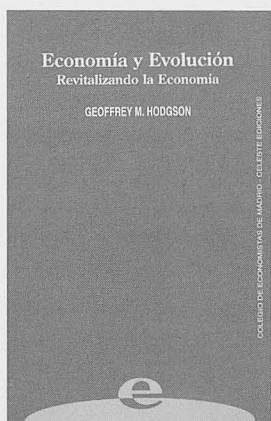 Economía y Evolución
Revitalizando la Economía
GEOFFREY M. HODGSON
COLEGIO DE ECONOMISTAS DE MADRID - CELESTE EDICIONES
e